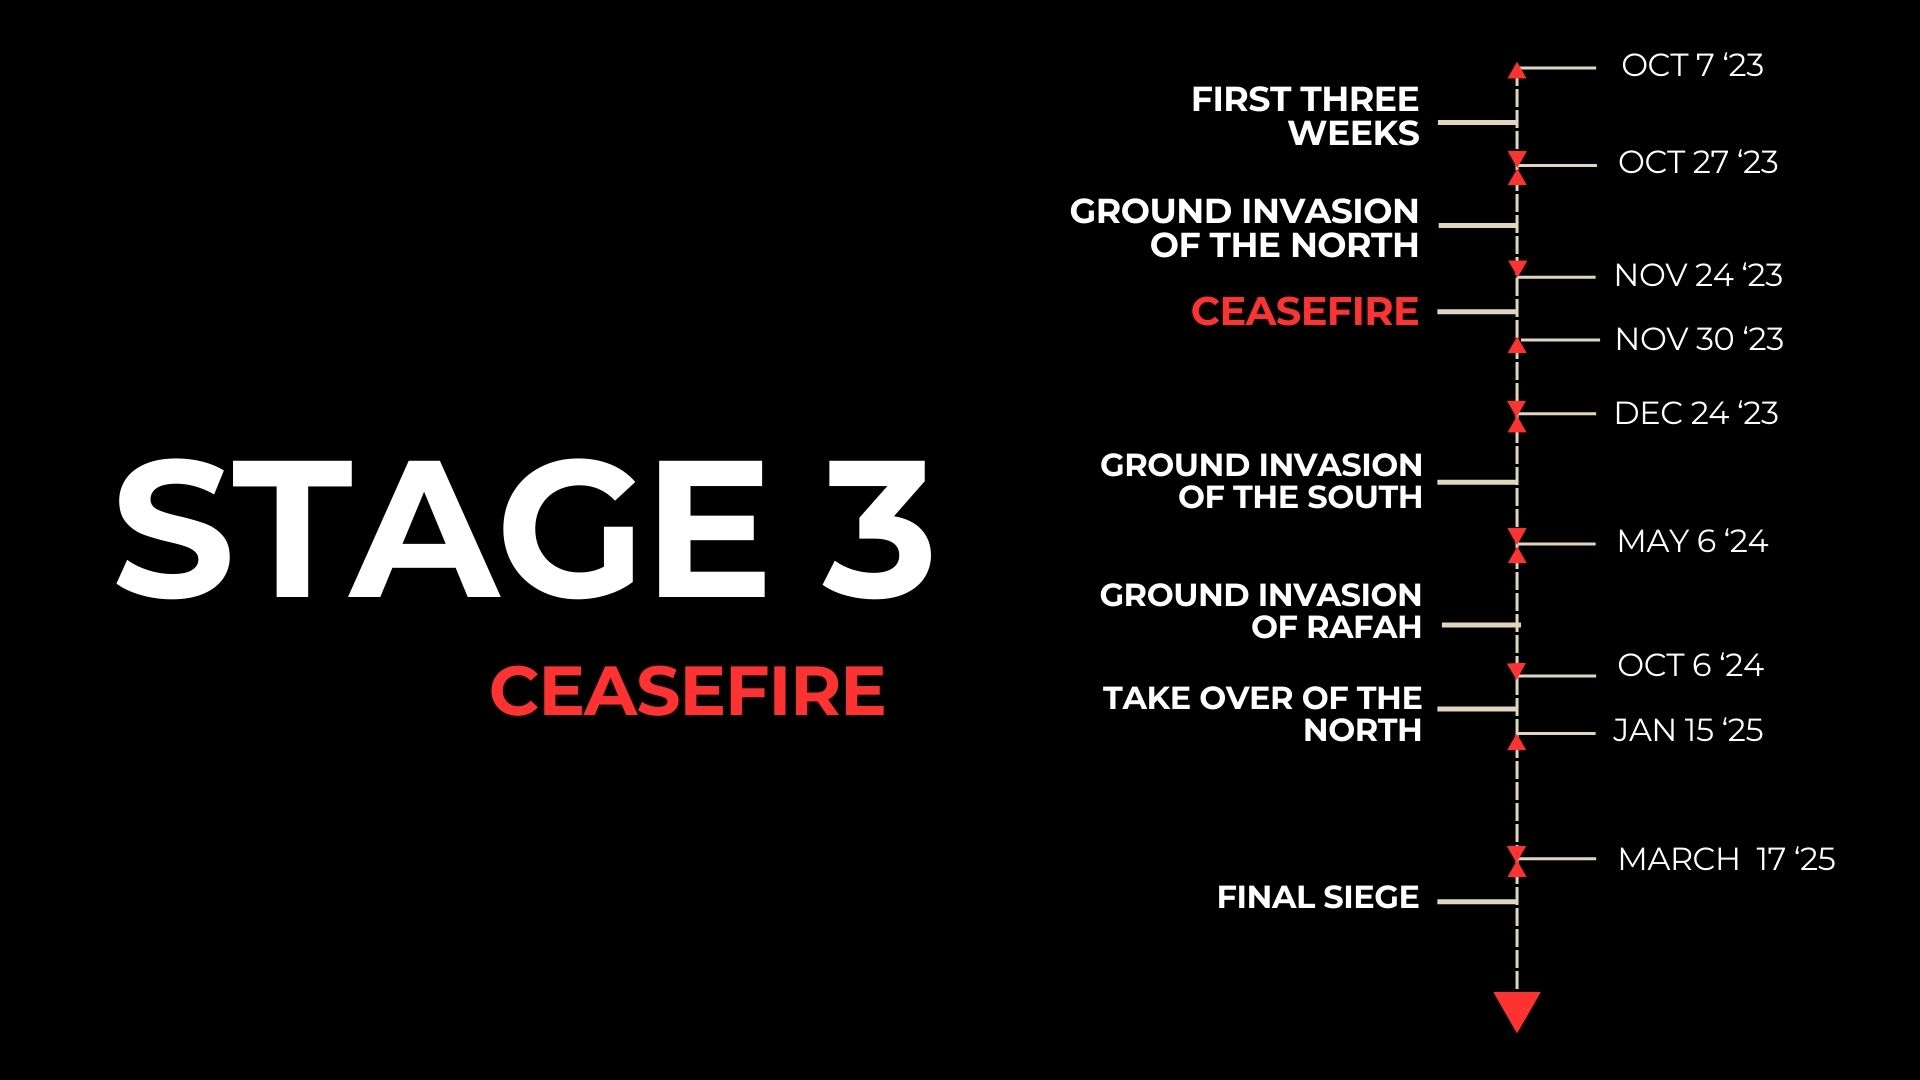 STAGE 3
CEASEFIRE
OCT 7 ‘23
FIRST THREE
WEEKS
OCT 27 ‘23
GROUND INVASION
OF THE NORTH
NOV 24 ‘23
CEASEFIRE
NOV 30 ‘23
DEC 24 ‘23
GROUND INVASION
OF THE SOUTH
MAY 6 ‘24
GROUND INVASION
OF RAFAH
OCT 6 ‘24
TAKE OVER OF THE
NORTH
JAN 15 ‘25
MARCH  17 ‘25
FINAL SIEGE